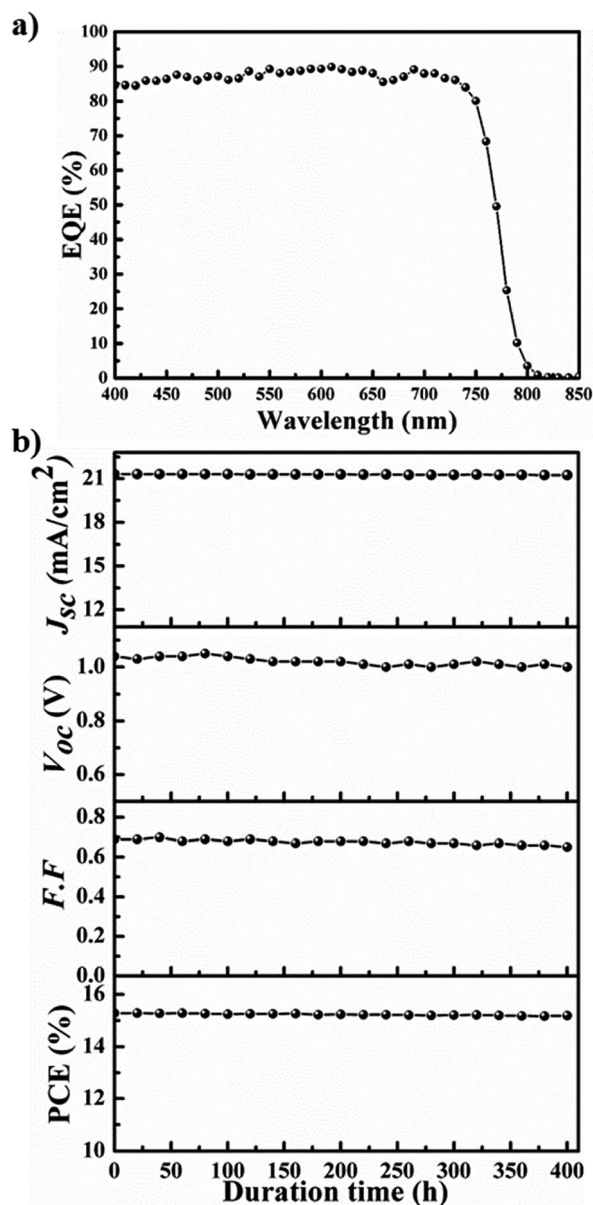 a)
100
90
80
70
60
50
40
30
20
10
0
EQE (%)
400 450 500 550 600 650 700 750 800 850
Wavelength (nm)
b)
21
18
15
12
Jsc (mA/cm²)
1.0
0.8
0.6
Voc (V)
0.8
0.6
0.4
0.2
0.0
F.F
16
14
12
10
PCE (%)
0 50 100 150 200 250 300 350 400
Duration time (h)